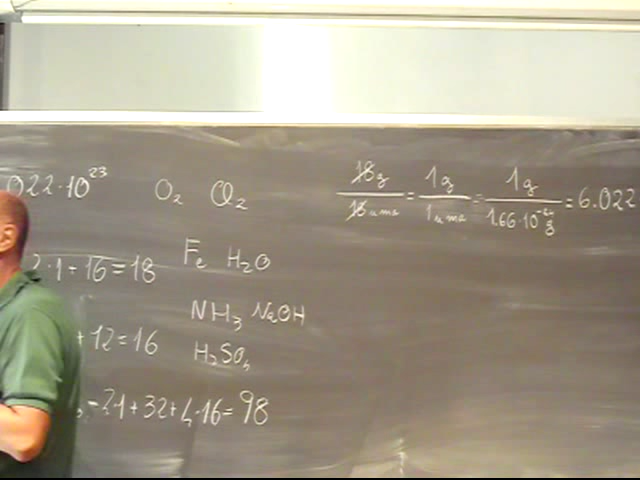 022·10²³
O₂ Cl₂
2·1+16=18
Fe H₂O
+12=16
NH₃ NaOH
H₂SO₄
=2·1+32+4·16=98
18g/18uma = 1g/1uma = 1g/1.66·10⁻²⁴g = 6.022